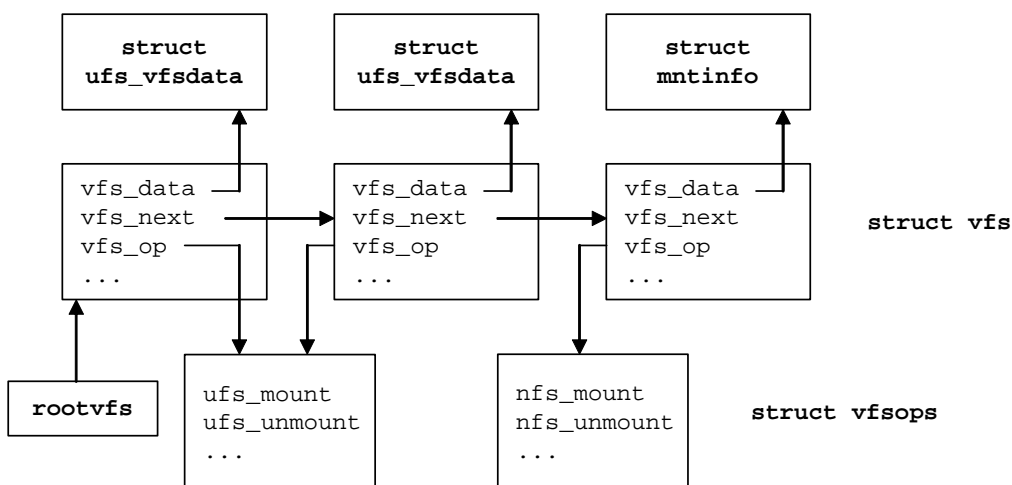 struct
ufs_vfsdata
struct
ufs_vfsdata
struct
mntinfo
vfs_data
vfs_next
vfs_op
...
vfs_data
vfs_next
vfs_op
...
vfs_data
vfs_next
vfs_op
...
struct vfs
rootvfs
ufs_mount
ufs_unmount
...
nfs_mount
nfs_unmount
...
struct vfsops